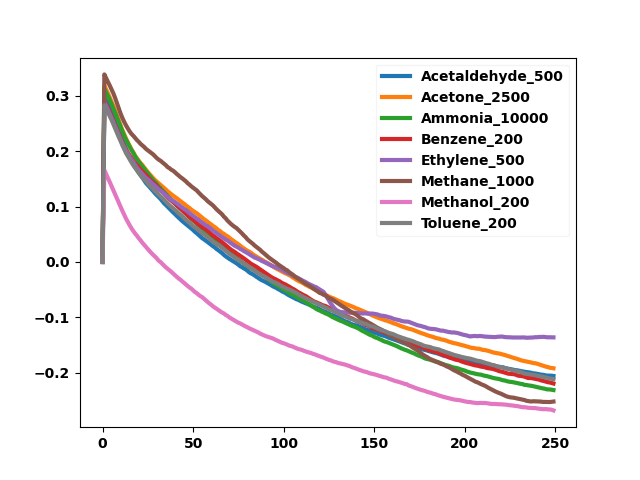 Acetaldehyde_500
Acetone_2500
Ammonia_10000
Benzene_200
Ethylene_500
Methane_1000
Methanol_200
Toluene_200
0.3
0.2
0.1
0.0
−0.1
−0.2
0 50 100 150 200 250